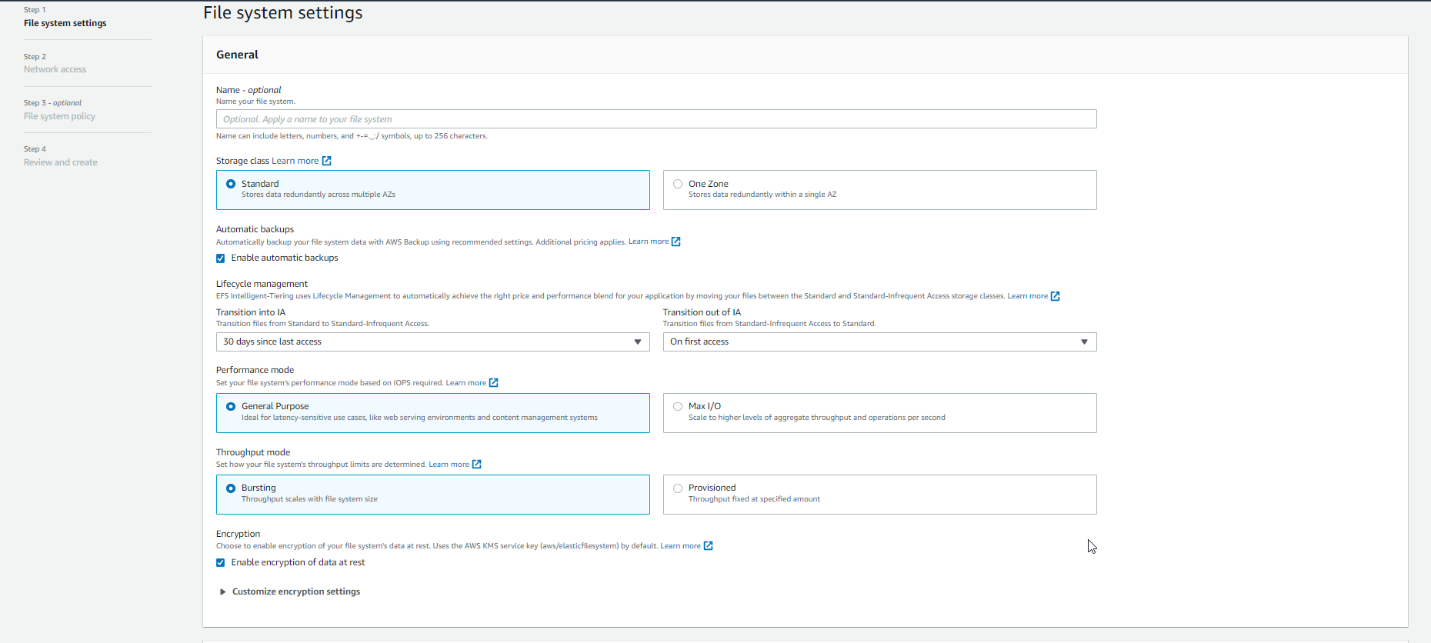 Step 1
File system settings
Step 2
Network access
Step 3 - optional
File system policy
Step 4
Review and create
File system settings
General
Name - optional
Name your file system.
Optional. Apply a name to your file system
Name can include letters, numbers, and +-=._:/ symbols, up to 256 characters.
Storage class Learn more
Standard
Stores data redundantly across multiple AZs
One Zone
Stores data redundantly within a single AZ
Automatic backups
Automatically backup your file system data with AWS Backup using recommended settings. Additional pricing applies. Learn more
Enable automatic backups
Lifecycle management
EFS Intelligent-Tiering uses Lifecycle Management to automatically achieve the right price and performance blend for your application by moving your files between the Standard and Standard-Infrequent Access storage classes. Learn more
Transition into IA
Transition files from Standard to Standard-Infrequent Access.
30 days since last access
Transition out of IA
Transition files from Standard-Infrequent Access to Standard.
On first access
Performance mode
Set your file system's performance mode based on IOPS required. Learn more
General Purpose
Ideal for latency-sensitive use cases, like web serving environments and content management systems
Max I/O
Scale to higher levels of aggregate throughput and operations per second
Throughput mode
Set how your file system's throughput limits are determined. Learn more
Bursting
Throughput scales with file system size
Provisioned
Throughput fixed at specified amount
Encryption
Choose to enable encryption of your file system's data at rest. Uses the AWS KMS service key (aws/elasticfilesystem) by default. Learn more
Enable encryption of data at rest
Customize encryption settings